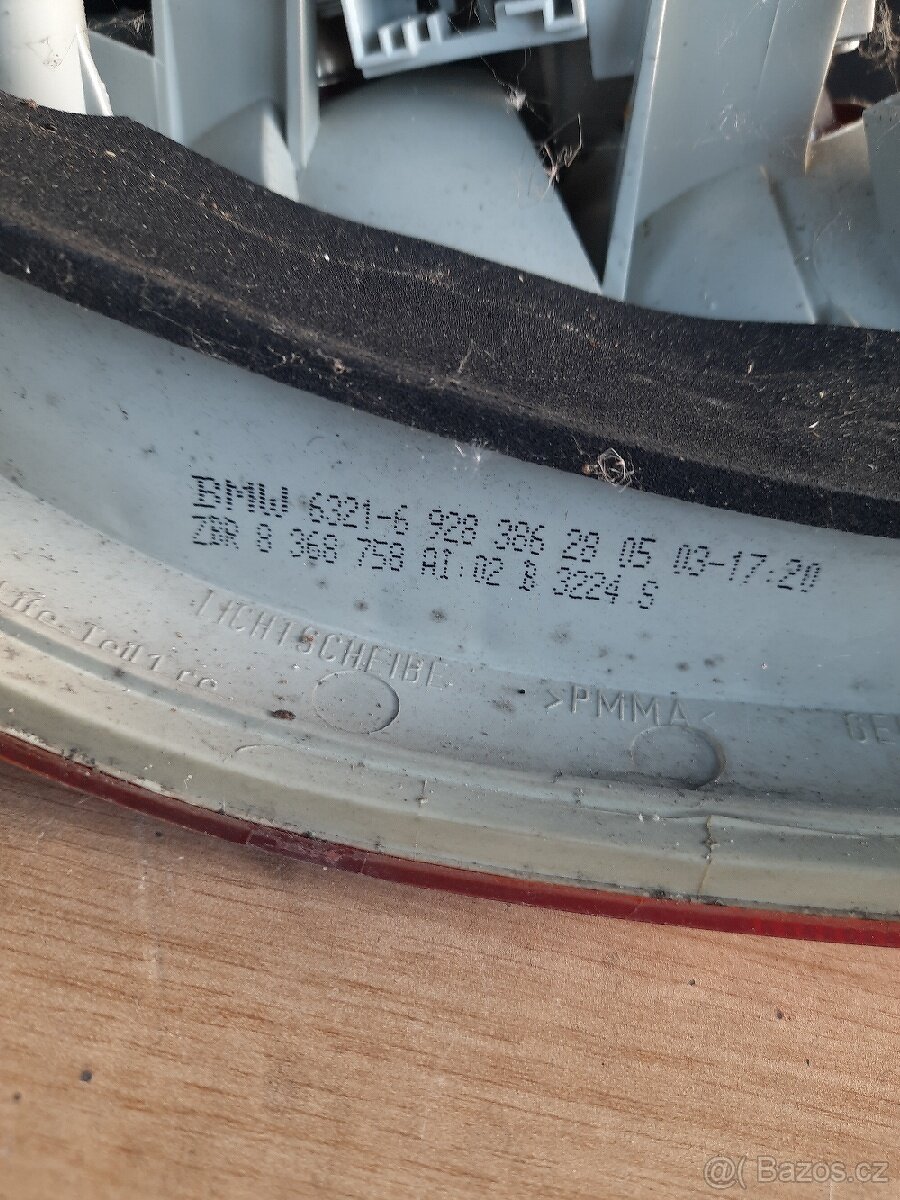 BMW 6321-6 928 386 28 05 03-17:20
ZBR 8 368 758 AI:02 B 3224 S
LICHTSCHEIBE >PMMA<
@( Bazos.cz